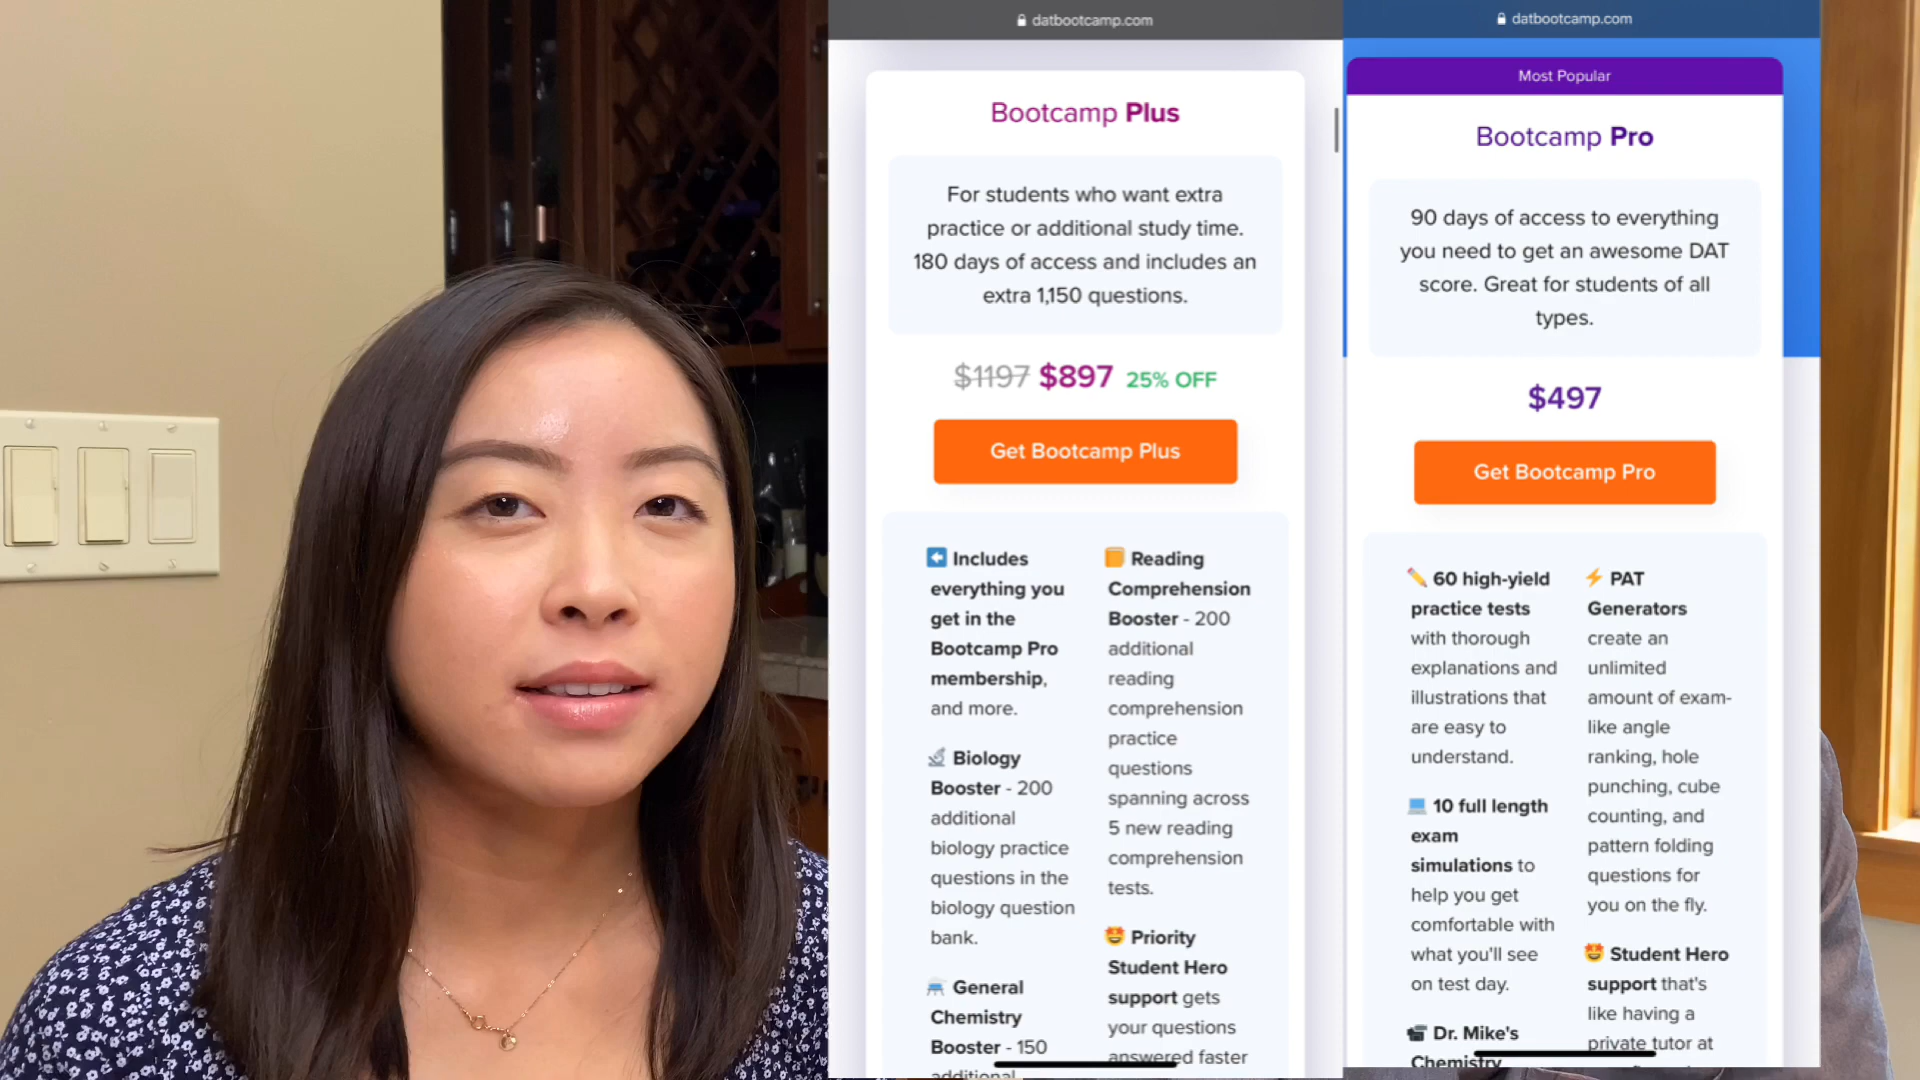 datbootcamp.com
Bootcamp Plus
For students who want extra
practice or additional study time.
180 days of access and includes an
extra 1,150 questions.
$1197 $897 25% OFF
Get Bootcamp Plus
Includes
everything you
get in the
Bootcamp Pro
membership,
and more.
Biology
Booster - 200
additional
biology practice
questions in the
biology question
bank.
General
Chemistry
Booster - 150
additional
Reading
Comprehension
Booster - 200
additional
reading
comprehension
practice
questions
spanning across
5 new reading
comprehension
tests.
Priority
Student Hero
support gets
your questions
answered faster
datbootcamp.com
Most Popular
Bootcamp Pro
90 days of access to everything
you need to get an awesome DAT
score. Great for students of all
types.
$497
Get Bootcamp Pro
60 high-yield
practice tests
with thorough
explanations and
illustrations that
are easy to
understand.
10 full length
exam
simulations to
help you get
comfortable with
what you'll see
on test day.
Dr. Mike's
Chemistry
PAT
Generators
create an
unlimited
amount of exam-
like angle
ranking, hole
punching, cube
counting, and
pattern folding
questions for
you on the fly.
Student Hero
support that's
like having a
private tutor at